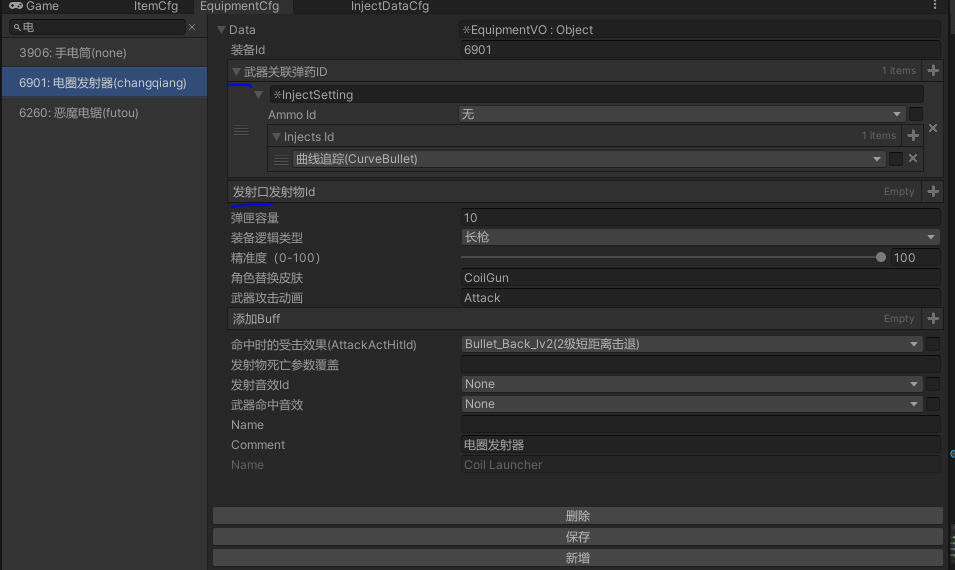 Game
ItemCfg EquipmentCfg InjectDataCfg
电 ×
3906: 手电筒(none)
6901: 电圈发射器(changqiang)
6260: 恶魔电锯(futou)
Data ※EquipmentVO : Object
装备Id 6901
武器关联弹药ID 1 items
※InjectSetting
Ammo Id 无
Injects Id 1 items
曲线追踪(CurveBullet)
发射口发射物Id Empty
弹匣容量 10
装备逻辑类型 长枪
精准度（0-100） 100
角色替换皮肤 CoilGun
武器攻击动画 Attack
添加Buff Empty
命中时的受击效果(AttackActHitId) Bullet_Back_lv2(2级短距离击退)
发射物死亡参数覆盖
发射音效Id None
武器命中音效 None
Name
Comment 电圈发射器
Name Coil Launcher
删除
保存
新增